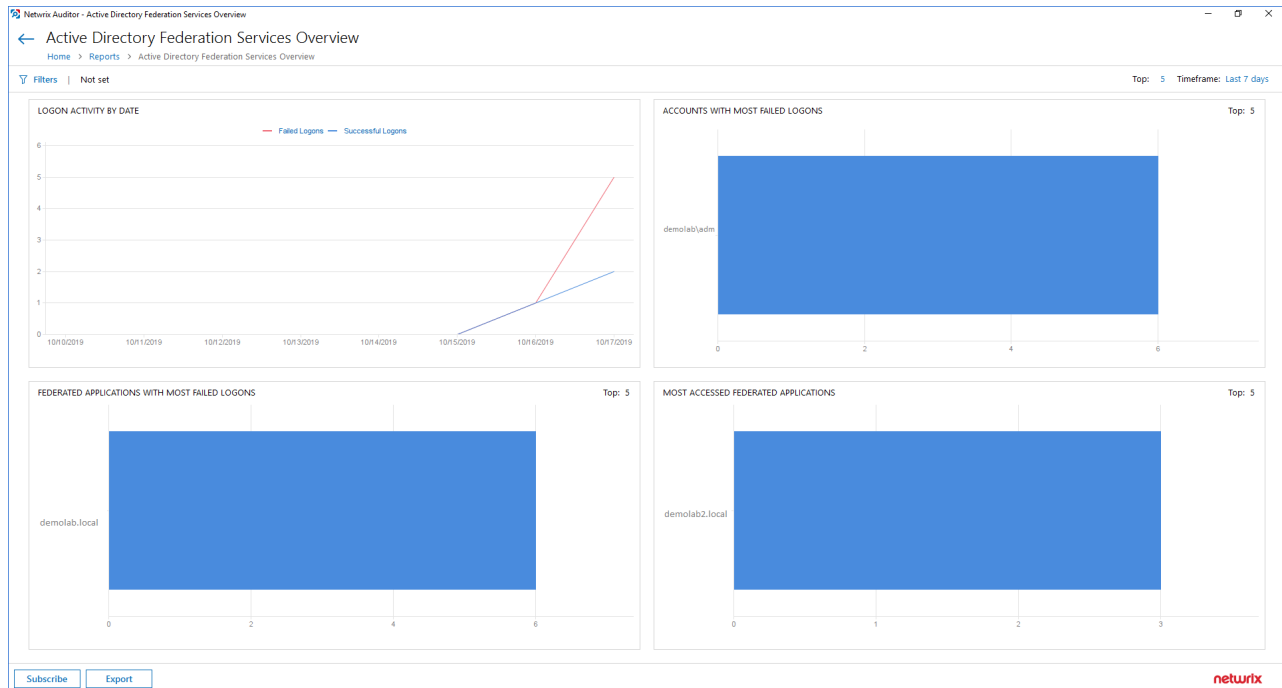 Netwrix Auditor - Active Directory Federation Services Overview
Active Directory Federation Services Overview
Home > Reports > Active Directory Federation Services Overview
Filters | Not set
Top: 5 Timeframe: Last 7 days
LOGON ACTIVITY BY DATE
Failed Logons Successful Logons
6
5
4
3
2
1
0
10/10/2019 10/11/2019 10/12/2019 10/13/2019 10/14/2019 10/15/2019 10/16/2019 10/17/2019
ACCOUNTS WITH MOST FAILED LOGONS Top: 5
demolab\adm
0 2 4 6
FEDERATED APPLICATIONS WITH MOST FAILED LOGONS Top: 5
demolab.local
0 2 4 6
MOST ACCESSED FEDERATED APPLICATIONS Top: 5
demolab2.local
0 1 2 3
Subscribe Export
netwrix